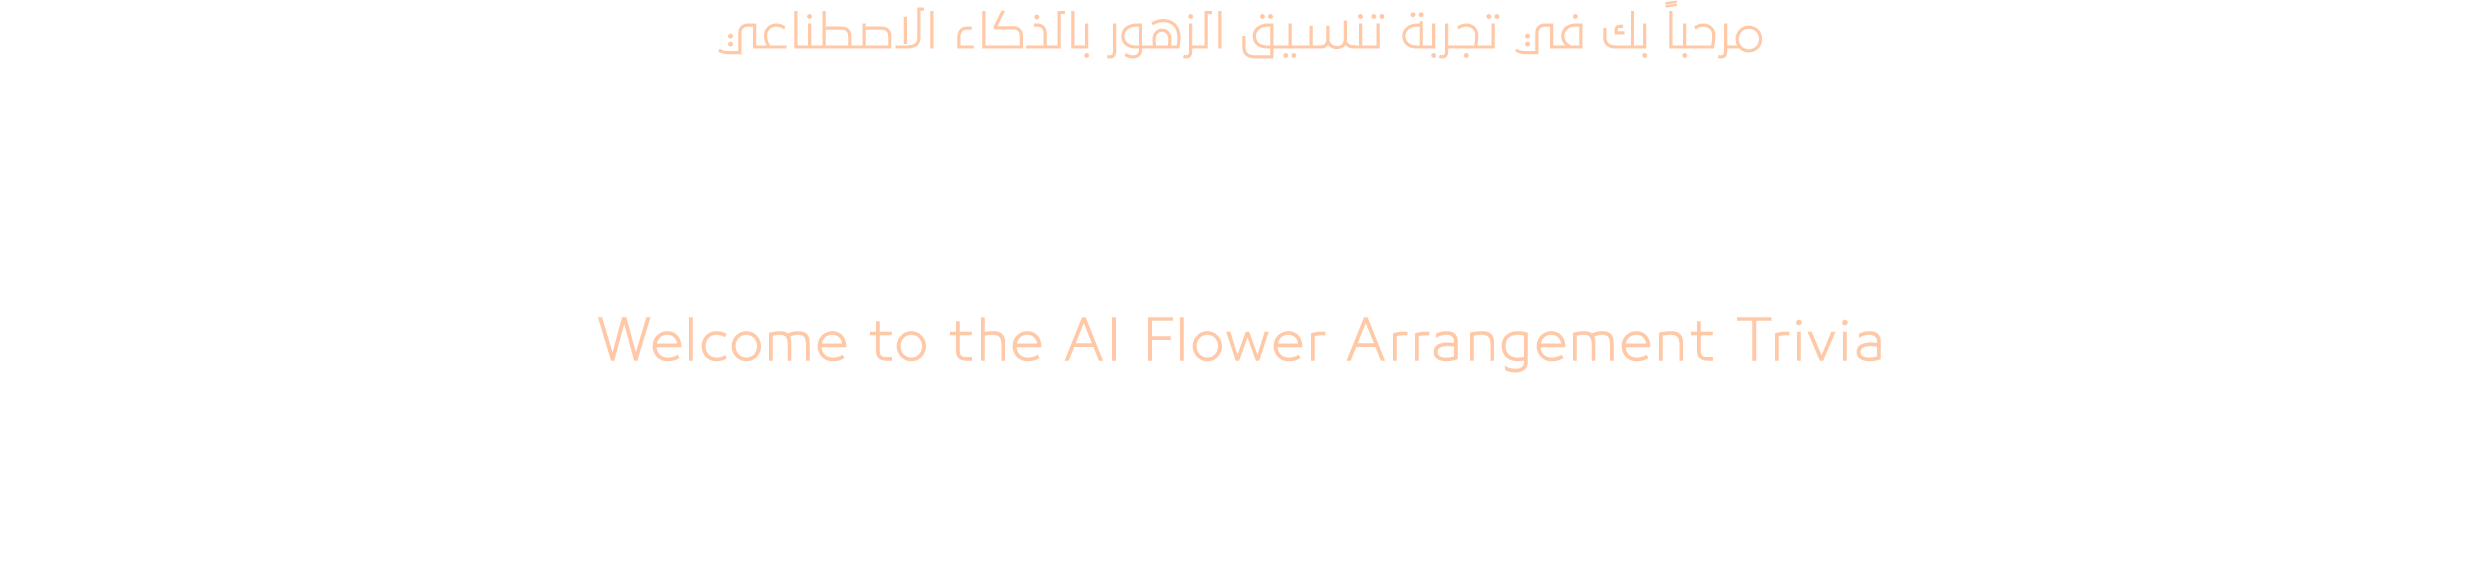 مرحباً بك في تجربة تنسيق الزهور بالذكاء الاصطناعي
Welcome to the AI Flower Arrangement Trivia